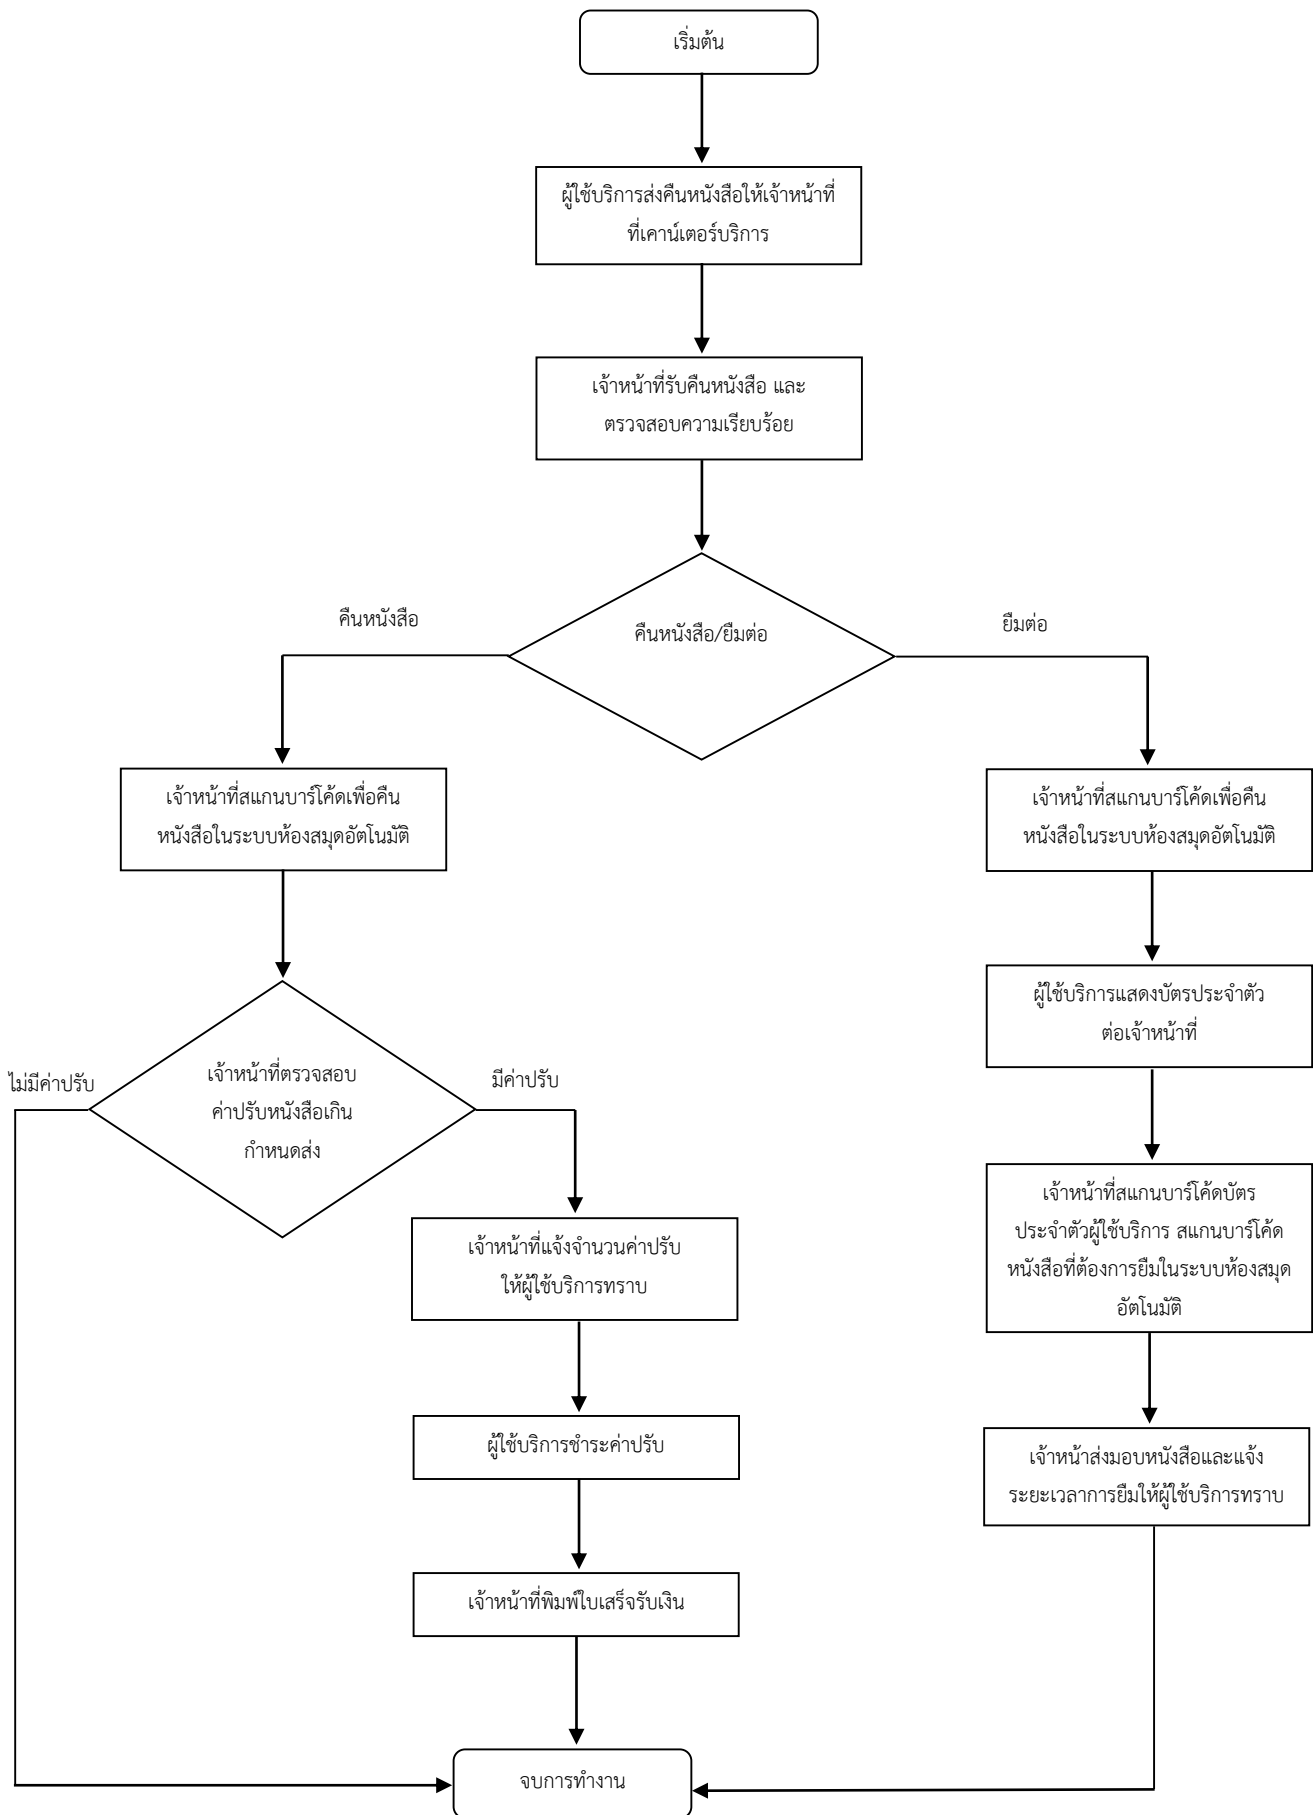 เริ่มต้น
ผู้ใช้บริการส่งคืนหนังสือให้เจ้าหน้าที่
ที่เคาน์เตอร์บริการ
เจ้าหน้าที่รับคืนหนังสือ และ
ตรวจสอบความเรียบร้อย
คืนหนังสือ/ยืมต่อ
คืนหนังสือ
ยืมต่อ
เจ้าหน้าที่สแกนบาร์โค้ดเพื่อคืน
หนังสือในระบบห้องสมุดอัตโนมัติ
เจ้าหน้าที่ตรวจสอบ
ค่าปรับหนังสือเกิน
กำหนดส่ง
ไม่มีค่าปรับ
มีค่าปรับ
เจ้าหน้าที่แจ้งจำนวนค่าปรับ
ให้ผู้ใช้บริการทราบ
ผู้ใช้บริการชำระค่าปรับ
เจ้าหน้าที่พิมพ์ใบเสร็จรับเงิน
เจ้าหน้าที่สแกนบาร์โค้ดเพื่อคืน
หนังสือในระบบห้องสมุดอัตโนมัติ
ผู้ใช้บริการแสดงบัตรประจำตัว
ต่อเจ้าหน้าที่
เจ้าหน้าที่สแกนบาร์โค้ดบัตร
ประจำตัวผู้ใช้บริการ สแกนบาร์โค้ด
หนังสือที่ต้องการยืมในระบบห้องสมุด
อัตโนมัติ
เจ้าหน้าส่งมอบหนังสือและแจ้ง
ระยะเวลาการยืมให้ผู้ใช้บริการทราบ
จบการทำงาน